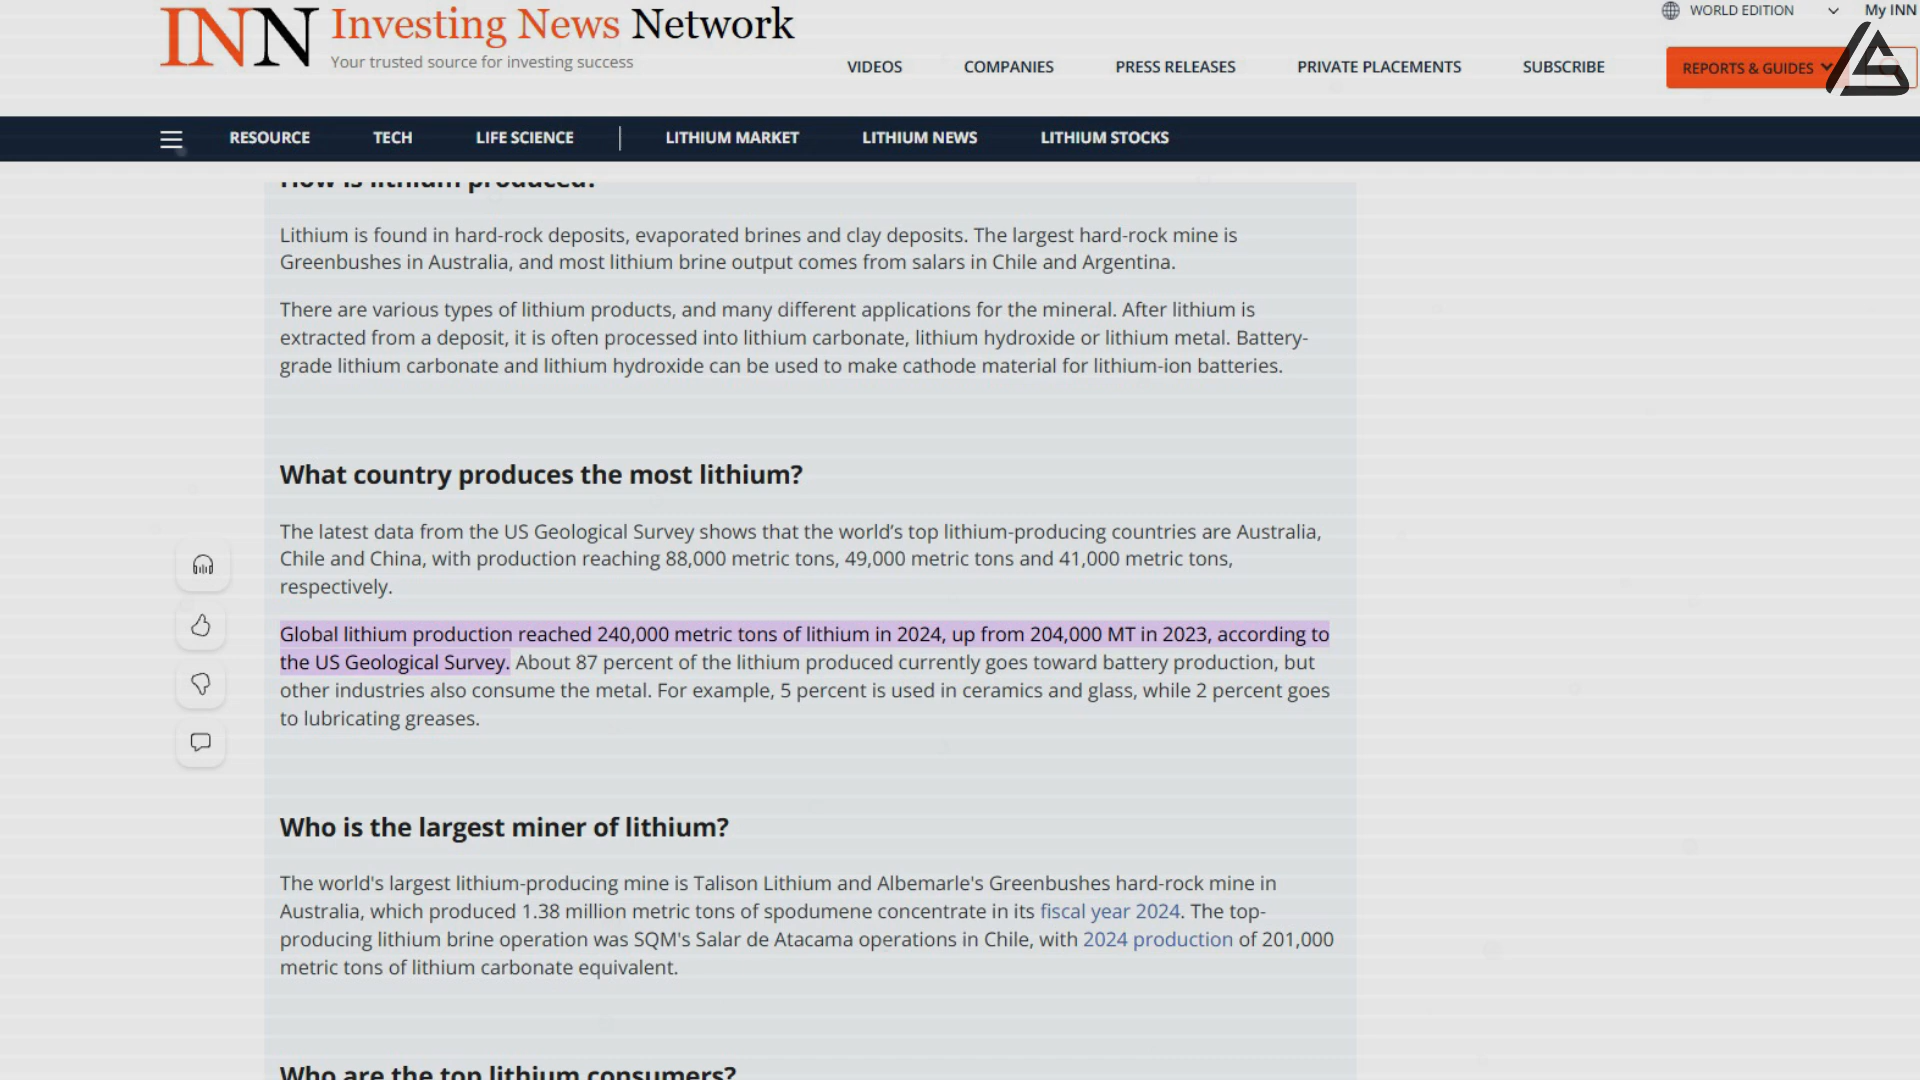 INN Investing News Network
Your trusted source for investing success
WORLD EDITION
My INN
VIDEOS
COMPANIES
PRESS RELEASES
PRIVATE PLACEMENTS
SUBSCRIBE
REPORTS & GUIDES
RESOURCE
TECH
LIFE SCIENCE
LITHIUM MARKET
LITHIUM NEWS
LITHIUM STOCKS
How is lithium produced?
Lithium is found in hard-rock deposits, evaporated brines and clay deposits. The largest hard-rock mine is
Greenbushes in Australia, and most lithium brine output comes from salars in Chile and Argentina.
There are various types of lithium products, and many different applications for the mineral. After lithium is
extracted from a deposit, it is often processed into lithium carbonate, lithium hydroxide or lithium metal. Battery-
grade lithium carbonate and lithium hydroxide can be used to make cathode material for lithium-ion batteries.
What country produces the most lithium?
The latest data from the US Geological Survey shows that the world’s top lithium-producing countries are Australia,
Chile and China, with production reaching 88,000 metric tons, 49,000 metric tons and 41,000 metric tons,
respectively.
Global lithium production reached 240,000 metric tons of lithium in 2024, up from 204,000 MT in 2023, according to
the US Geological Survey. About 87 percent of the lithium produced currently goes toward battery production, but
other industries also consume the metal. For example, 5 percent is used in ceramics and glass, while 2 percent goes
to lubricating greases.
Who is the largest miner of lithium?
The world's largest lithium-producing mine is Talison Lithium and Albemarle's Greenbushes hard-rock mine in
Australia, which produced 1.38 million metric tons of spodumene concentrate in its fiscal year 2024. The top-
producing lithium brine operation was SQM's Salar de Atacama operations in Chile, with 2024 production of 201,000
metric tons of lithium carbonate equivalent.
Who are the top lithium consumers?